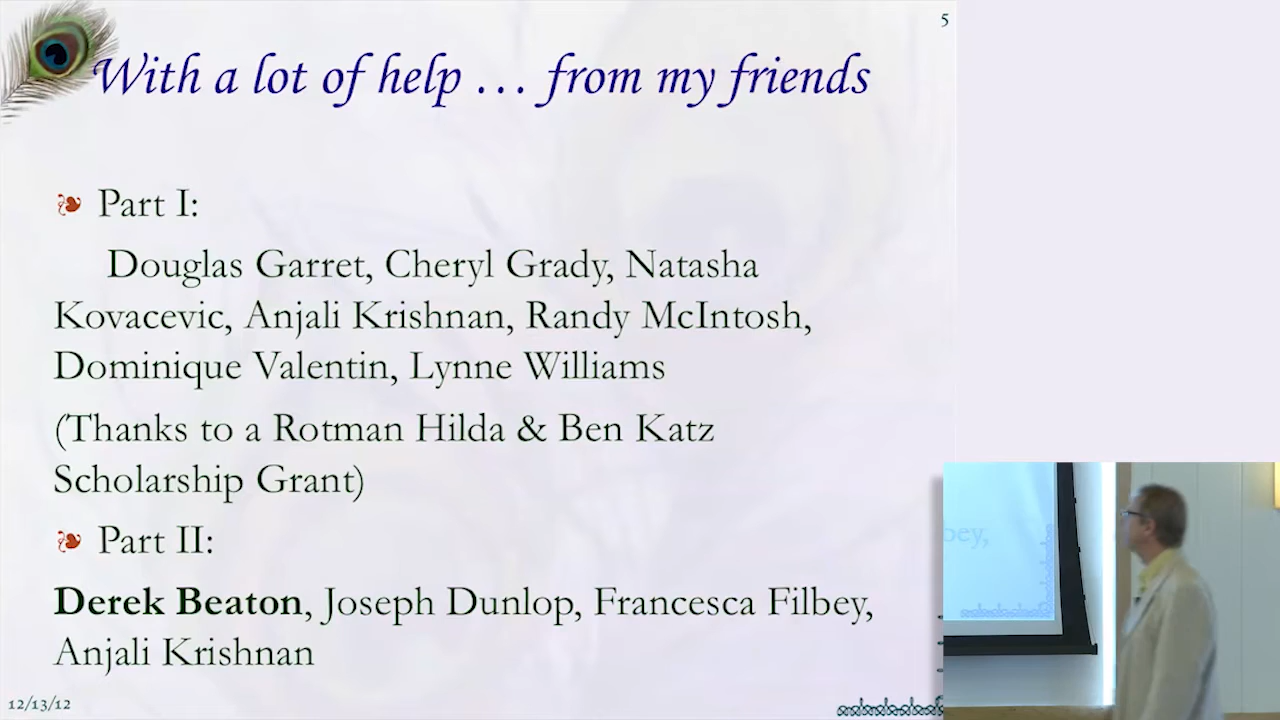 5
With a lot of help … from my friends
Part I:
Douglas Garret, Cheryl Grady, Natasha
Kovacevic, Anjali Krishnan, Randy McIntosh,
Dominique Valentin, Lynne Williams
(Thanks to a Rotman Hilda & Ben Katz
Scholarship Grant)
Part II:
Derek Beaton, Joseph Dunlop, Francesca Filbey,
Anjali Krishnan
12/13/12
bey,